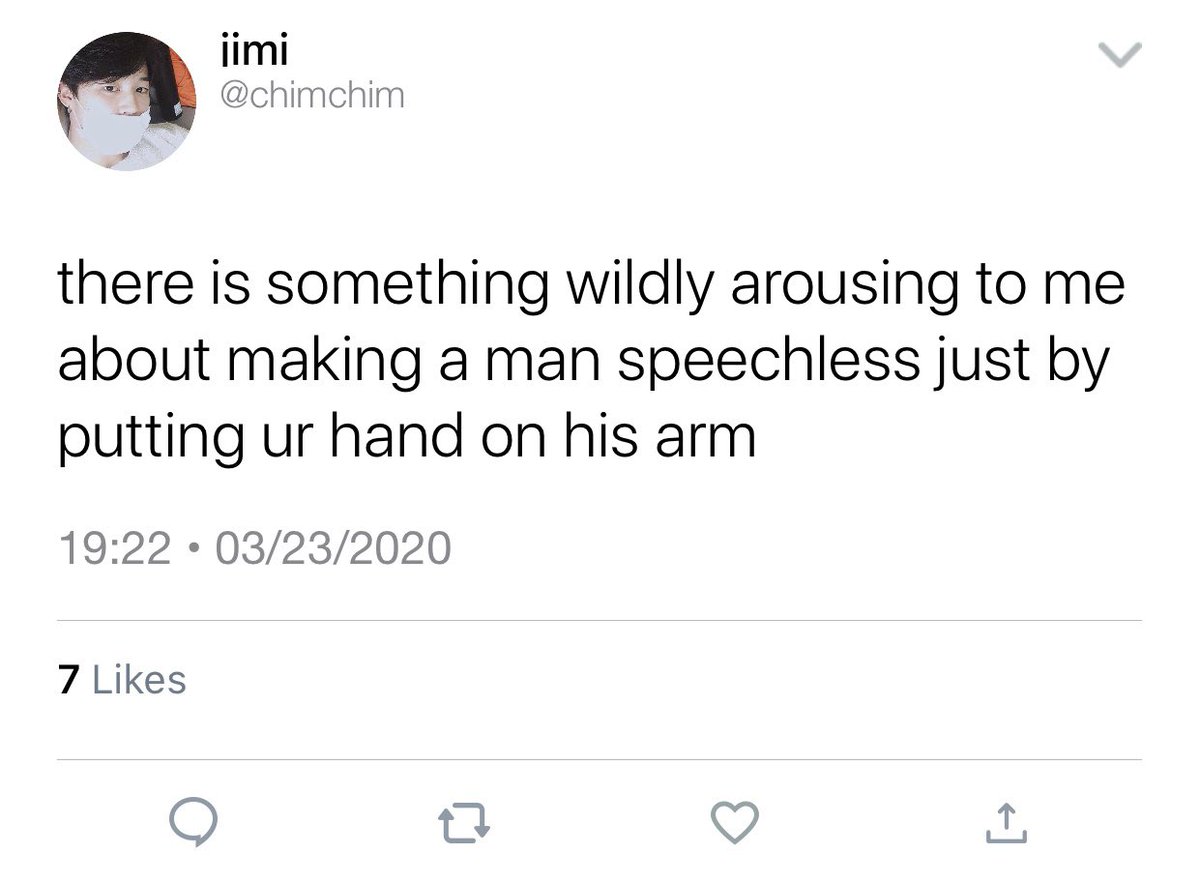 jimi
@chimchim
there is something wildly arousing to me
about making a man speechless just by
putting ur hand on his arm
19:22 • 03/23/2020
7 Likes